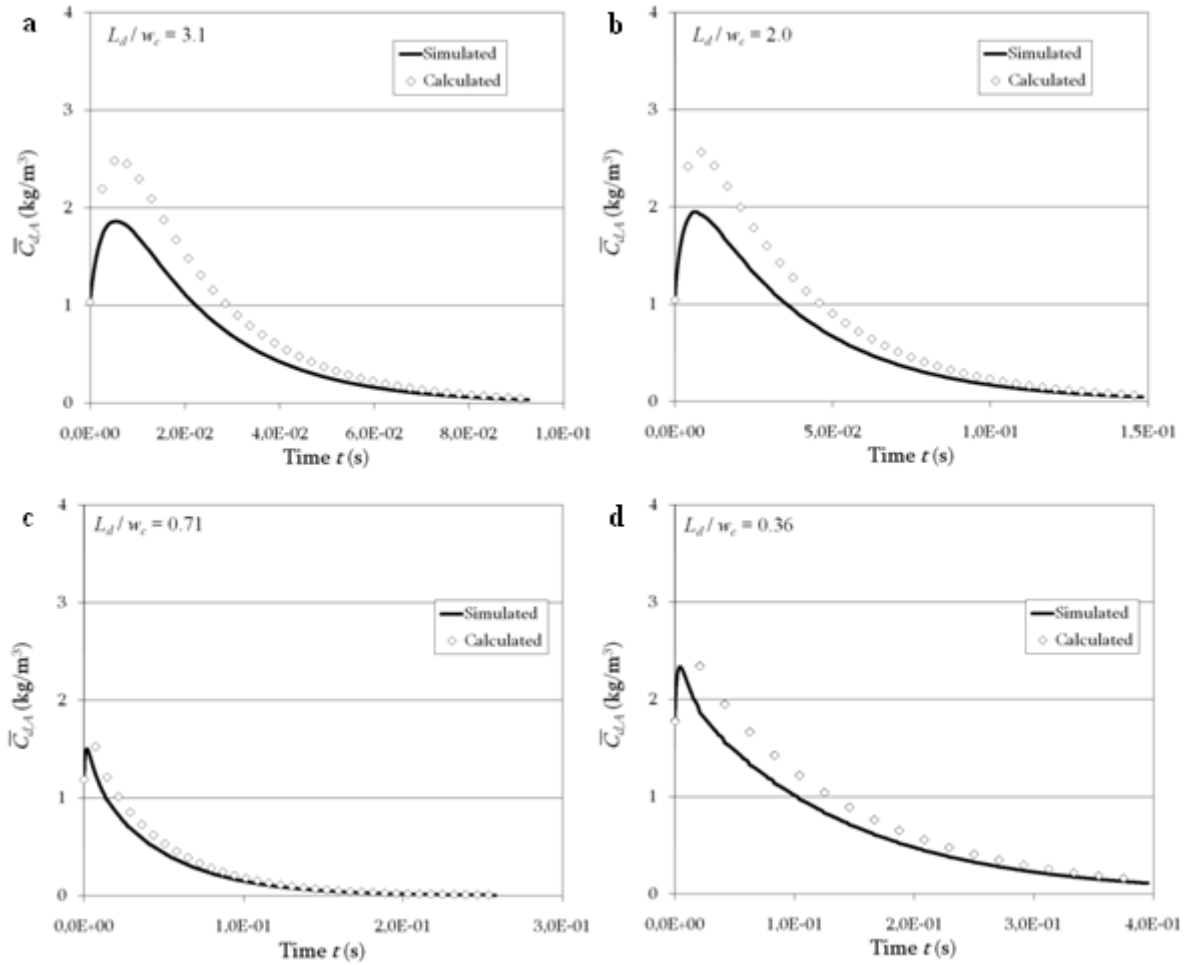 a
L_d / w_c = 3.1
Simulated
Calculated
4
3
2
1
0
C̅_d,A (kg/m³)
0.0E+00 2.0E-02 4.0E-02 6.0E-02 8.0E-02 1.0E-01
Time t (s)
b
L_d / w_c = 2.0
Simulated
Calculated
4
3
2
1
0
C̅_d,A (kg/m³)
0.0E+00 5.0E-02 1.0E-01 1.5E-01
Time t (s)
c
L_d / w_c = 0.71
Simulated
Calculated
4
3
2
1
0
C̅_d,A (kg/m³)
0.0E+00 1.0E-01 2.0E-01 3.0E-01
Time t (s)
d
L_d / w_c = 0.36
Simulated
Calculated
4
3
2
1
0
C̅_d,A (kg/m³)
0.0E+00 1.0E-01 2.0E-01 3.0E-01 4.0E-01
Time t (s)